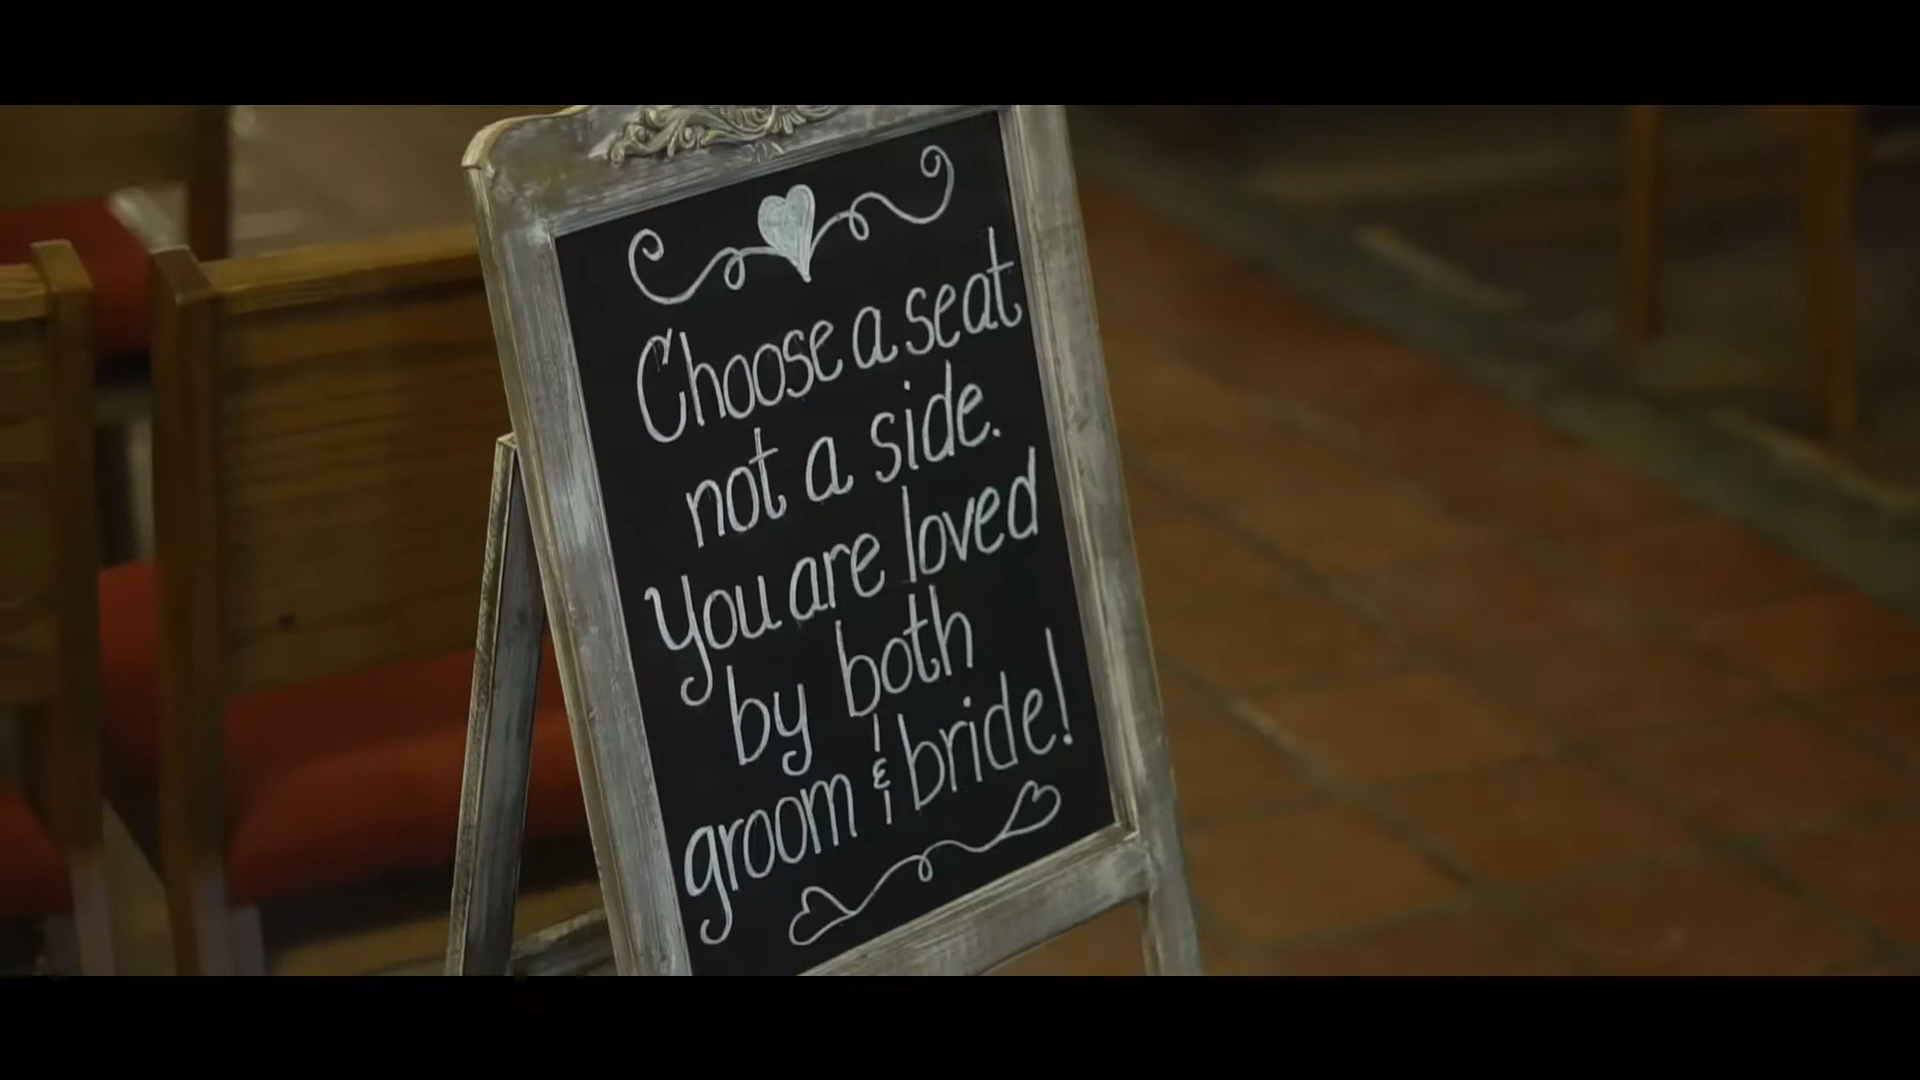 Choose a seat
not a side.
You are loved
by both
groom & bride!